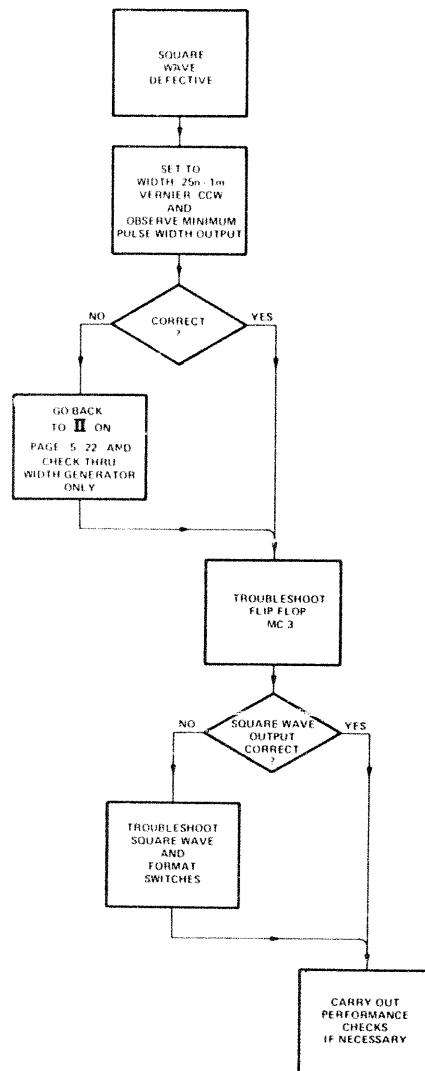 SQUARE
WAVE
DEFECTIVE
SET TO
WIDTH 25n-1m
VERNIER CCW
AND
OBSERVE MINIMUM
PULSE WIDTH OUTPUT
NO
CORRECT
?
YES
GO BACK
TO II ON
PAGE 5 22 AND
CHECK THRU
WIDTH GENERATOR
ONLY
TROUBLESHOOT
FLIP FLOP
MC 3
NO
SQUARE WAVE
OUTPUT
CORRECT
?
YES
TROUBLESHOOT
SQUARE WAVE
AND
FORMAT
SWITCHES
CARRY OUT
PERFORMANCE
CHECKS
IF NECESSARY